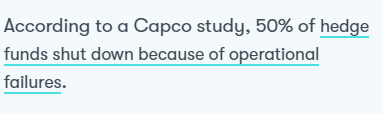 According to a Capco study, 50% of hedge
funds shut down because of operational
failures.